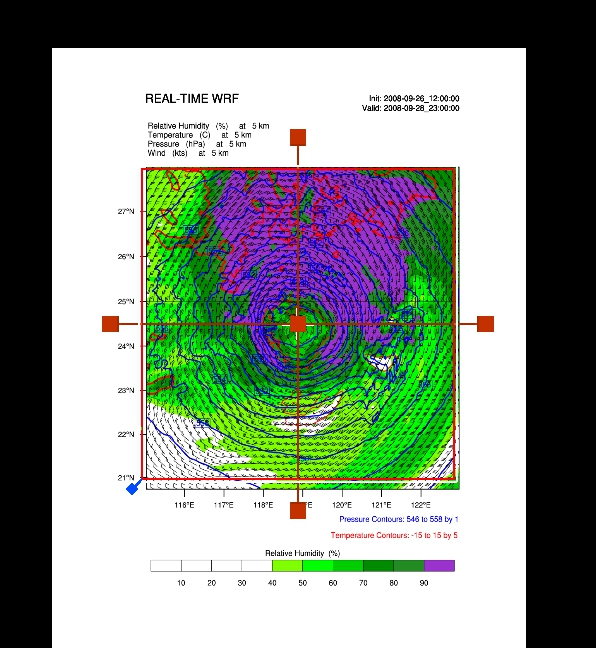 REAL-TIME WRF
Init: 2008-09-26_12:00:00
Valid: 2008-09-28_23:00:00
Relative Humidity (%) at 5 km
Temperature (C) at 5 km
Pressure (hPa) at 5 km
Wind (kts) at 5 km
27°N
26°N
25°N
24°N
23°N
22°N
21°N
116°E 117°E 118°E °E 120°E 121°E 122°E
Pressure Contours: 546 to 558 by 1
Temperature Contours: -15 to 15 by 5
Relative Humidity (%)
10 20 30 40 50 60 70 80 90